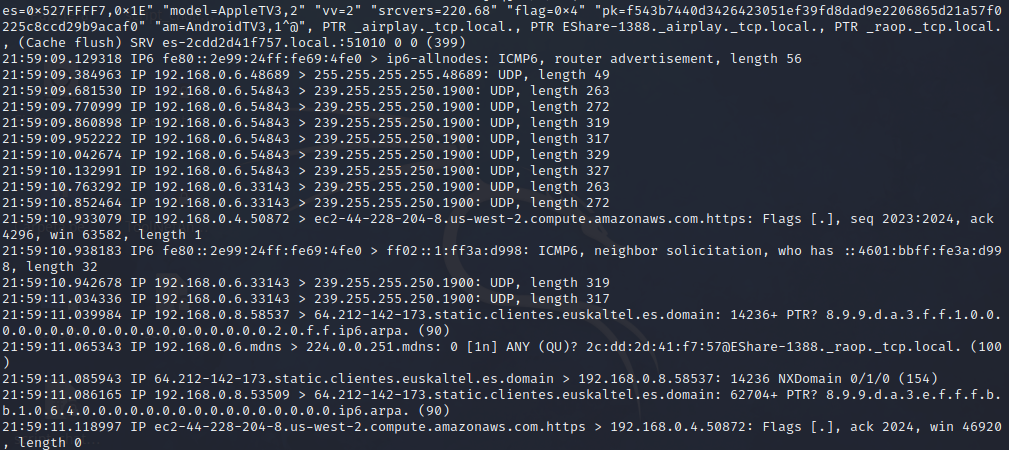 es=0×527FFFF7,0×1E" "model=AppleTV3,2" "vv=2" "srcvers=220.68" "flag=0×4" "pk=f543b7440d3426423051ef39fd8dad9e2206865d21a57f0
225c8ccd29b9acaf0" "am=AndroidTV3,1^@", PTR _airplay._tcp.local., PTR EShare-1388._airplay._tcp.local., PTR _raop._tcp.local.
, (Cache flush) SRV es-2cdd2d41f757.local.:51010 0 0 (399)
21:59:09.129318 IP6 fe80::2e99:24ff:fe69:4fe0 > ip6-allnodes: ICMP6, router advertisement, length 56
21:59:09.384963 IP 192.168.0.6.48689 > 255.255.255.255.48689: UDP, length 49
21:59:09.681530 IP 192.168.0.6.54843 > 239.255.255.250.1900: UDP, length 263
21:59:09.770999 IP 192.168.0.6.54843 > 239.255.255.250.1900: UDP, length 272
21:59:09.860898 IP 192.168.0.6.54843 > 239.255.255.250.1900: UDP, length 319
21:59:09.952222 IP 192.168.0.6.54843 > 239.255.255.250.1900: UDP, length 317
21:59:10.042674 IP 192.168.0.6.54843 > 239.255.255.250.1900: UDP, length 329
21:59:10.132991 IP 192.168.0.6.54843 > 239.255.255.250.1900: UDP, length 327
21:59:10.763292 IP 192.168.0.6.33143 > 239.255.255.250.1900: UDP, length 263
21:59:10.852464 IP 192.168.0.6.33143 > 239.255.255.250.1900: UDP, length 272
21:59:10.933079 IP 192.168.0.4.50872 > ec2-44-228-204-8.us-west-2.compute.amazonaws.com.https: Flags [.], seq 2023:2024, ack
4296, win 63582, length 1
21:59:10.938183 IP6 fe80::2e99:24ff:fe69:4fe0 > ff02::1:ff3a:d998: ICMP6, neighbor solicitation, who has ::4601:bbff:fe3a:d99
8, length 32
21:59:10.942678 IP 192.168.0.6.33143 > 239.255.255.250.1900: UDP, length 319
21:59:11.034336 IP 192.168.0.6.33143 > 239.255.255.250.1900: UDP, length 317
21:59:11.039984 IP 192.168.0.8.58537 > 64.212-142-173.static.clientes.euskaltel.es.domain: 14236+ PTR? 8.9.9.d.a.3.f.f.1.0.0.
0.0.0.0.0.0.0.0.0.0.0.0.0.0.0.0.0.0.2.0.f.f.ip6.arpa. (90)
21:59:11.065343 IP 192.168.0.6.mdns > 224.0.0.251.mdns: 0 [1n] ANY (QU)? 2c:dd:2d:41:f7:57@EShare-1388._raop._tcp.local. (100
)
21:59:11.085943 IP 64.212-142-173.static.clientes.euskaltel.es.domain > 192.168.0.8.58537: 14236 NXDomain 0/1/0 (154)
21:59:11.086165 IP 192.168.0.8.53509 > 64.212-142-173.static.clientes.euskaltel.es.domain: 62704+ PTR? 8.9.9.d.a.3.e.f.f.f.b.
b.1.0.6.4.0.0.0.0.0.0.0.0.0.0.0.0.0.0.0.0.ip6.arpa. (90)
21:59:11.118997 IP ec2-44-228-204-8.us-west-2.compute.amazonaws.com.https > 192.168.0.4.50872: Flags [.], ack 2024, win 46920
, length 0